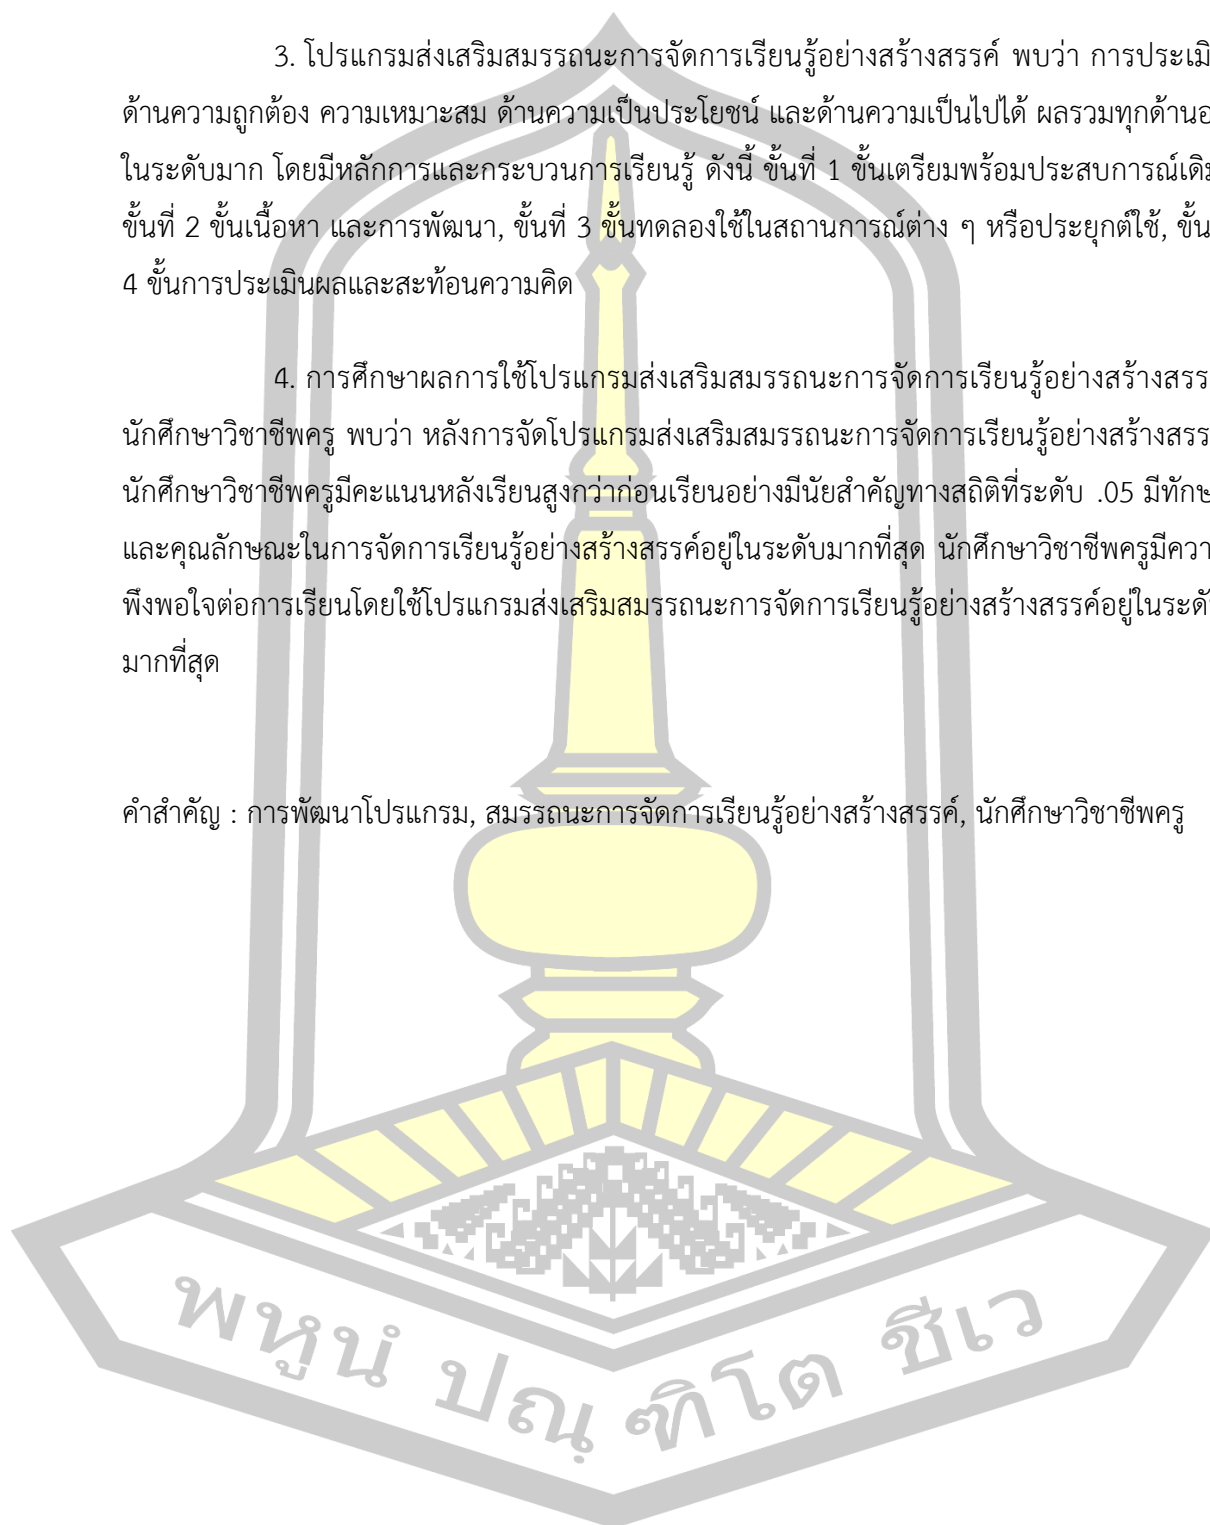 3. โปรแกรมส่งเสริมสมรรถนะการจัดการเรียนรู้อย่างสร้างสรรค์ พบว่า การประเมิ
ด้านความถูกต้อง ความเหมาะสม ด้านความเป็นประโยชน์ และด้านความเป็นไปได้ ผลรวมทุกด้านอ
ในระดับมาก โดยมีหลักการและกระบวนการเรียนรู้ ดังนี้ ขั้นที่ 1 ขั้นเตรียมพร้อมประสบการณ์เดิม
ขั้นที่ 2 ขั้นเนื้อหา และการพัฒนา, ขั้นที่ 3 ขั้นทดลองใช้ในสถานการณ์ต่าง ๆ หรือประยุกต์ใช้, ขั้น
4 ขั้นการประเมินผลและสะท้อนความคิด
4. การศึกษาผลการใช้โปรแกรมส่งเสริมสมรรถนะการจัดการเรียนรู้อย่างสร้างสรร
นักศึกษาวิชาชีพครู พบว่า หลังการจัดโปรแกรมส่งเสริมสมรรถนะการจัดการเรียนรู้อย่างสร้างสรร
นักศึกษาวิชาชีพครูมีคะแนนหลังเรียนสูงกว่าก่อนเรียนอย่างมีนัยสำคัญทางสถิติที่ระดับ .05 มีทักษ
และคุณลักษณะในการจัดการเรียนรู้อย่างสร้างสรรค์อยู่ในระดับมากที่สุด นักศึกษาวิชาชีพครูมีควา
พึงพอใจต่อการเรียนโดยใช้โปรแกรมส่งเสริมสมรรถนะการจัดการเรียนรู้อย่างสร้างสรรค์อยู่ในระดั
มากที่สุด
คำสำคัญ : การพัฒนาโปรแกรม, สมรรถนะการจัดการเรียนรู้อย่างสร้างสรรค์, นักศึกษาวิชาชีพครู
พหูนํ ปณฺ ฑิโต ชีเว